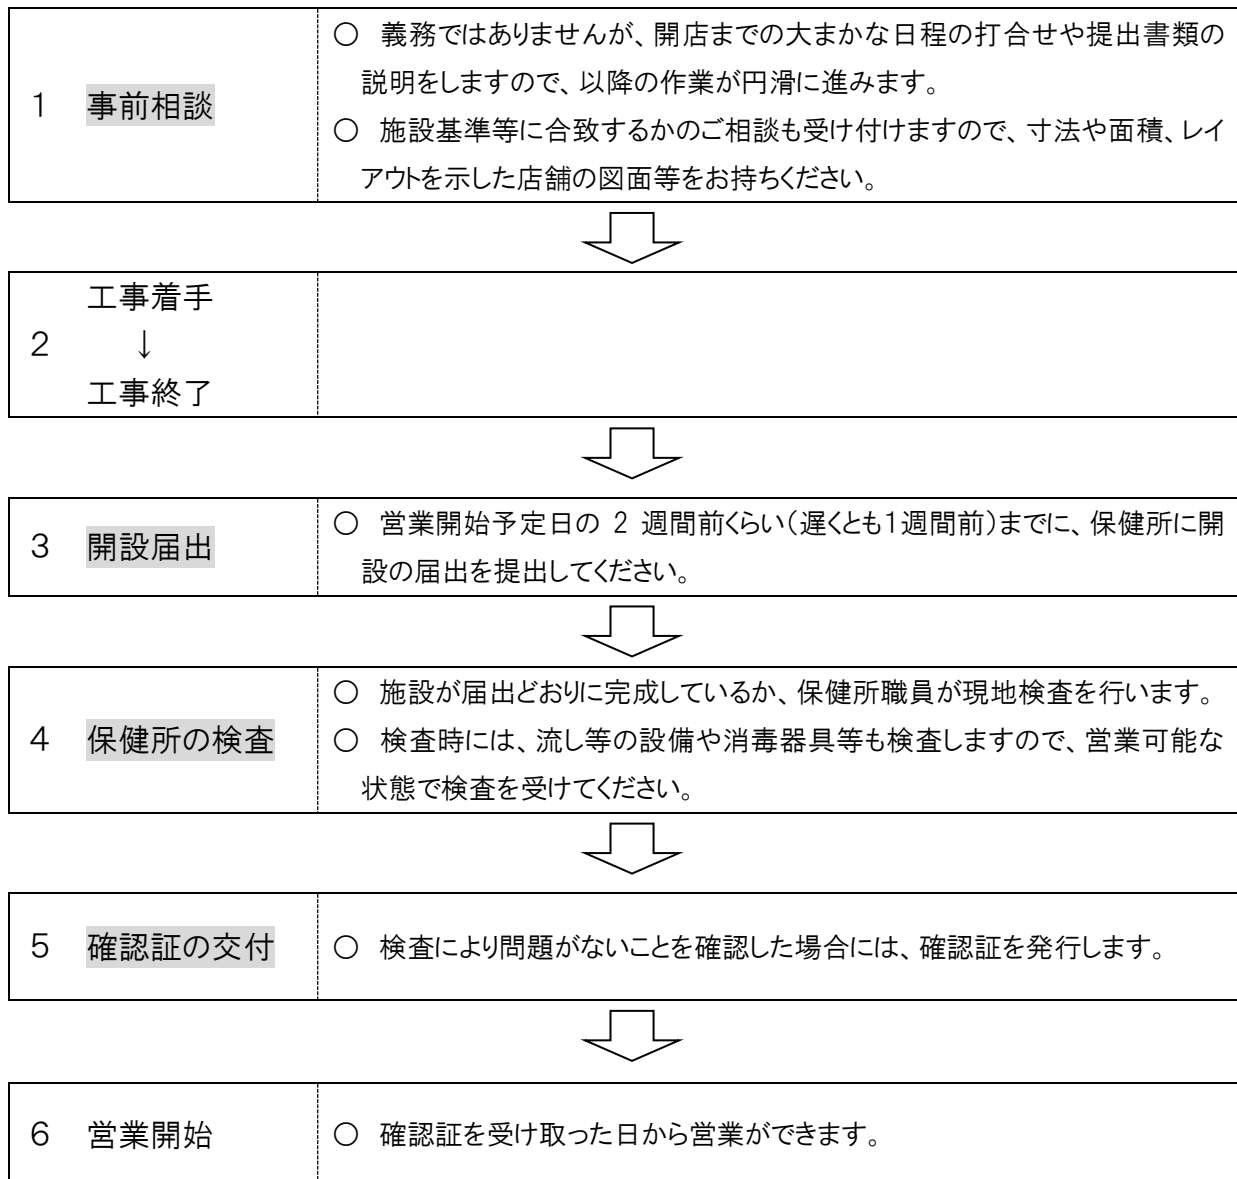 1 事前相談
○ 義務ではありませんが、開店までの大まかな日程の打合せや提出書類の
説明をしますので、以降の作業が円滑に進みます。
○ 施設基準等に合致するかのご相談も受け付けますので、寸法や面積、レイ
アウトを示した店舗の図面等をお持ちください。
工事着手
2 ↓
工事終了
3 開設届出
○ 営業開始予定日の 2 週間前くらい（遅くとも１週間前）までに、保健所に開
設の届出を提出してください。
4 保健所の検査
○ 施設が届出どおりに完成しているか、保健所職員が現地検査を行います。
○ 検査時には、流し等の設備や消毒器具等も検査しますので、営業可能な
状態で検査を受けてください。
5 確認証の交付
○ 検査により問題がないことを確認した場合には、確認証を発行します。
6 営業開始
○ 確認証を受け取った日から営業ができます。